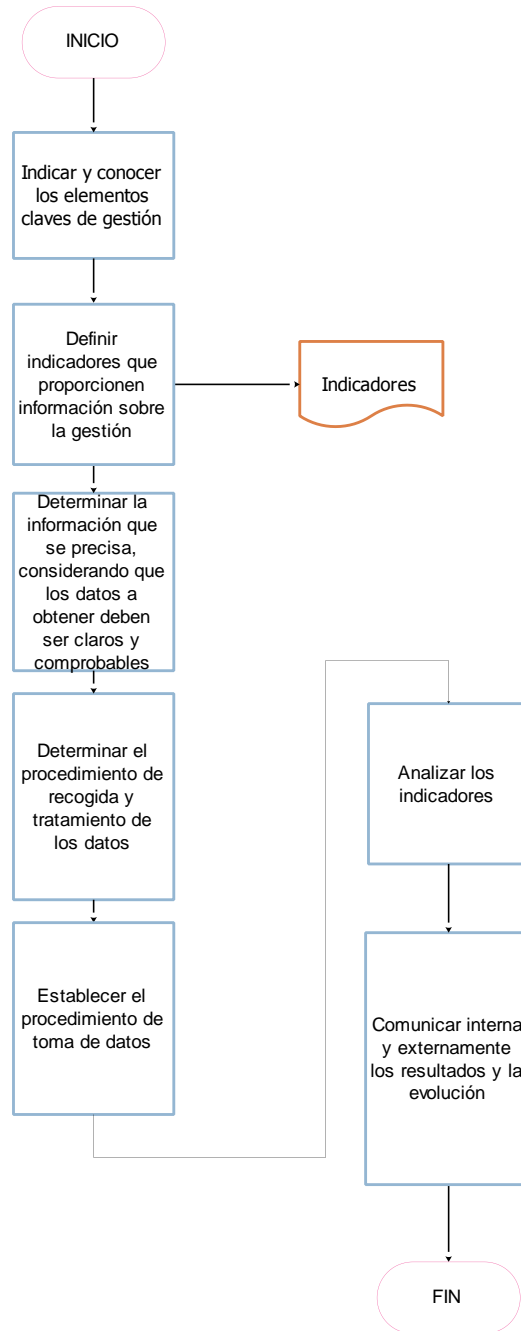 INICIO
Indicar y conocer
los elementos
claves de gestión
Definir
indicadores que
proporcionen
información sobre
la gestión
Indicadores
Determinar la
información que
se precisa,
considerando que
los datos a
obtener deben
ser claros y
comprobables
Determinar el
procedimiento de
recogida y
tratamiento de
los datos
Establecer el
procedimiento de
toma de datos
Analizar los
indicadores
Comunicar interna
y externamente
los resultados y la
evolución
FIN